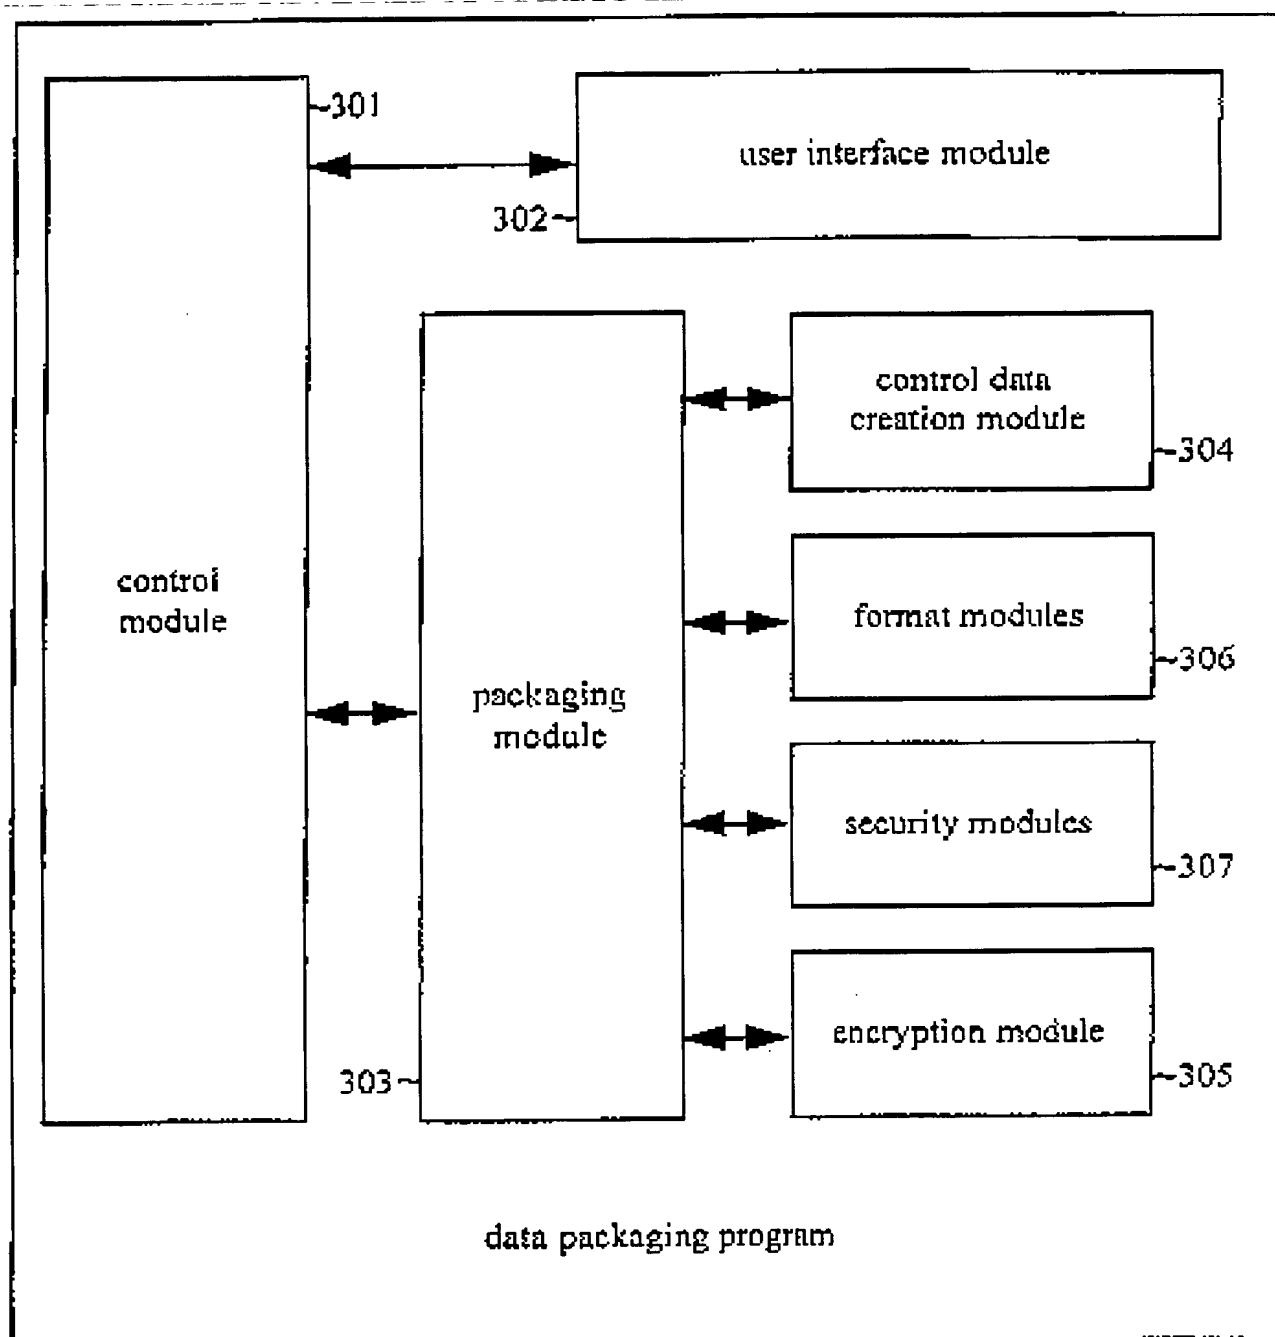 301
user interface module
302
control data
creation module
304
control
module
format modules
306
packaging
module
security modules
307
encryption module
303
305
data packaging program